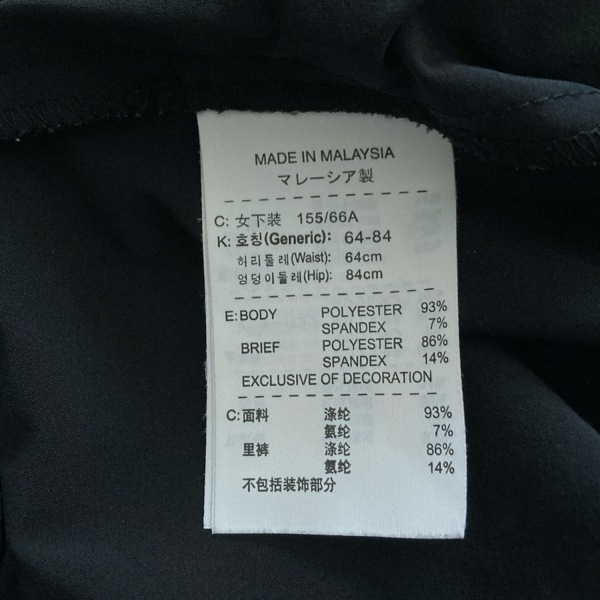 MADE IN MALAYSIA
マレーシア製
C: 女下装 155/66A
K: 호칭(Generic): 64-84
허리둘레(Waist): 64cm
엉덩이둘레(Hip): 84cm
E: BODY POLYESTER 93%
SPANDEX 7%
BRIEF POLYESTER 86%
SPANDEX 14%
EXCLUSIVE OF DECORATION
C: 面料 涤纶 93%
氨纶 7%
里裤 涤纶 86%
氨纶 14%
不包括装饰部分